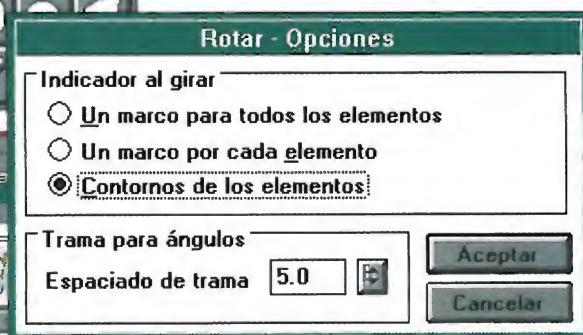 Rotar - Opciones
Indicador al girar
Un marco para todos los elementos
Un marco por cada elemento
Contornos de los elementos
Trama para ángulos
Espaciado de trama 5.0
Aceptar
Cancelar